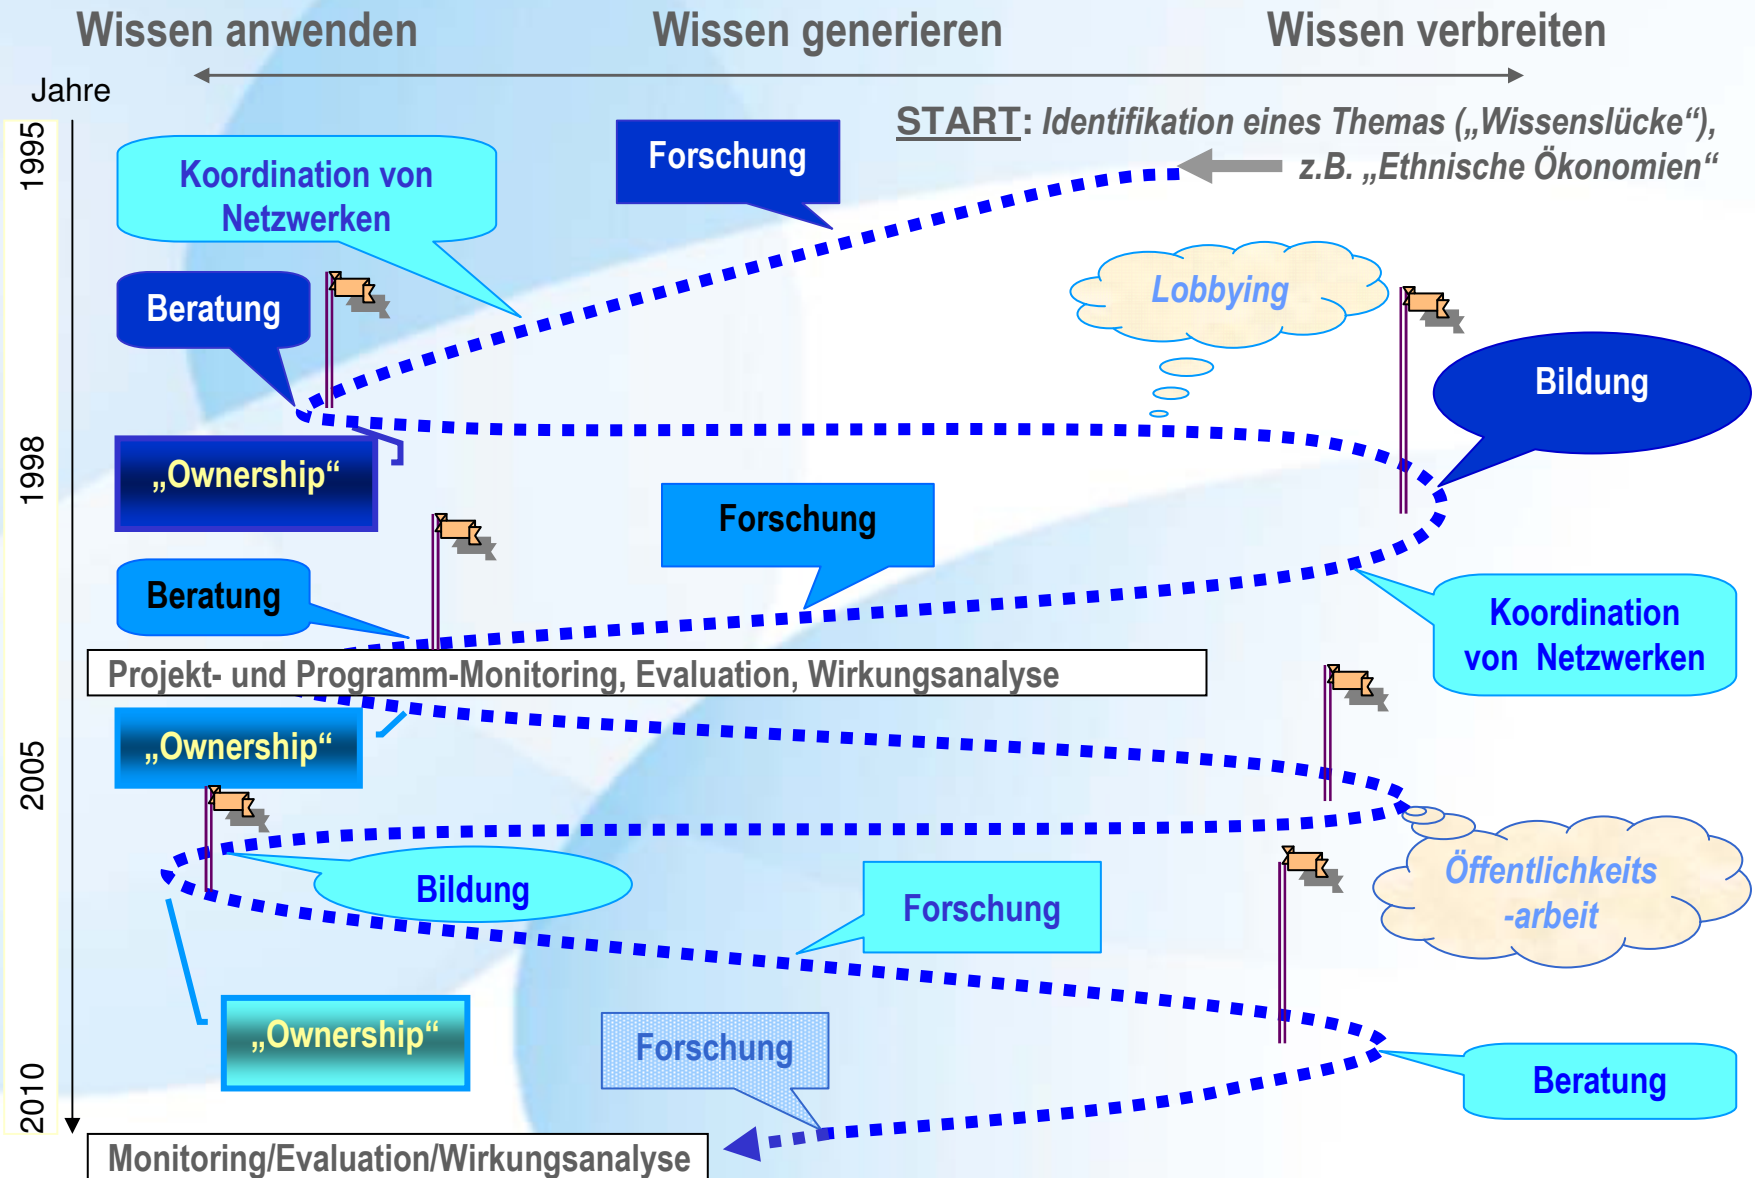 Wissen anwenden
Wissen generieren
Wissen verbreiten
Jahre
START: Identifikation eines Themas („Wissenslücke“),
z.B. „Ethnische Ökonomien“
1995
Koordination von
Netzwerken
Forschung
Lobbying
Beratung
Bildung
1998
„Ownership“
Forschung
Beratung
Koordination
von Netzwerken
Projekt- und Programm-Monitoring, Evaluation, Wirkungsanalyse
2005
„Ownership“
Bildung
Forschung
Öffentlichkeits
-arbeit
„Ownership“
Forschung
Beratung
2010
Monitoring/Evaluation/Wirkungsanalyse